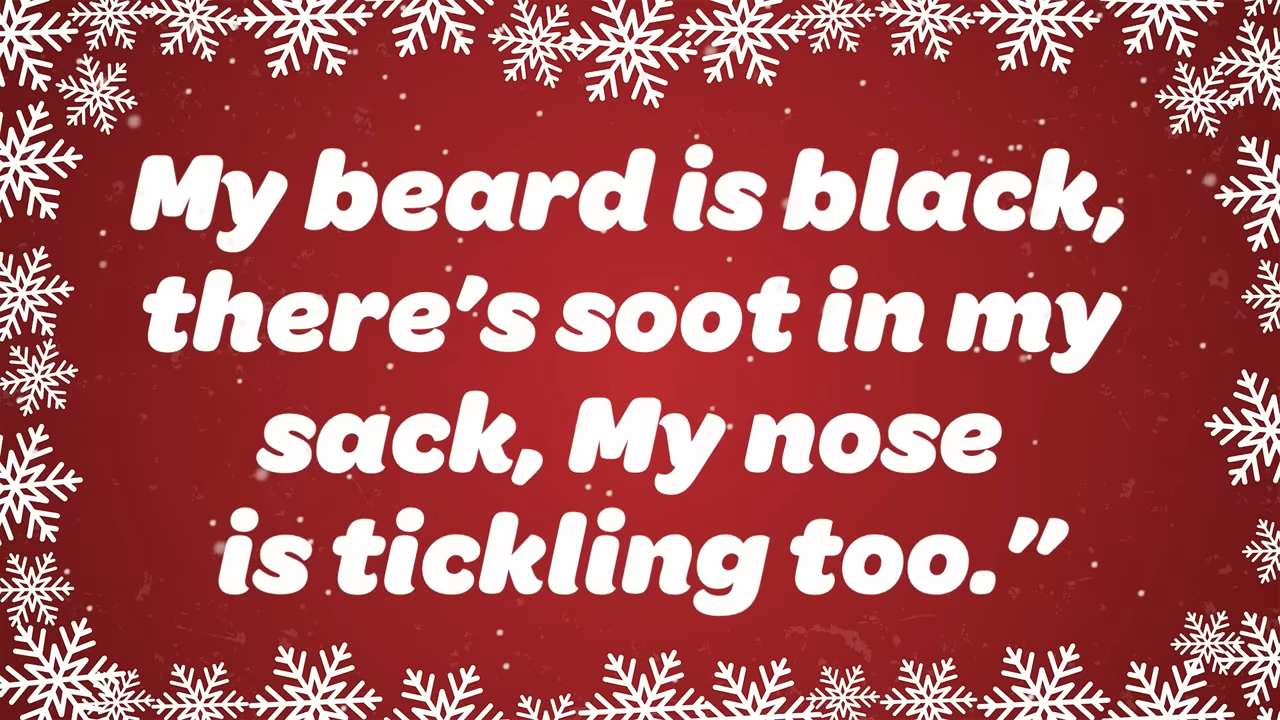 My beard is black,
there’s soot in my
sack, My nose
is tickling too.”